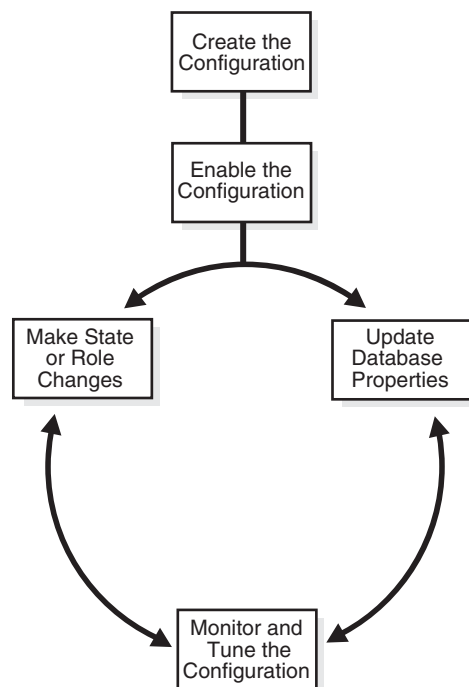 Create the
Configuration
Enable the
Configuration
Make State
or Role
Changes
Update
Database
Properties
Monitor and
Tune the
Configuration